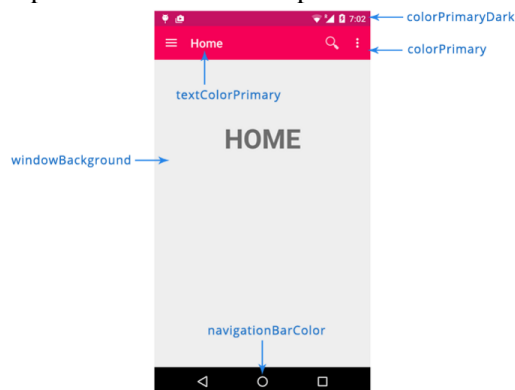 7:02
colorPrimaryDark
Home
colorPrimary
textColorPrimary
HOME
windowBackground
navigationBarColor